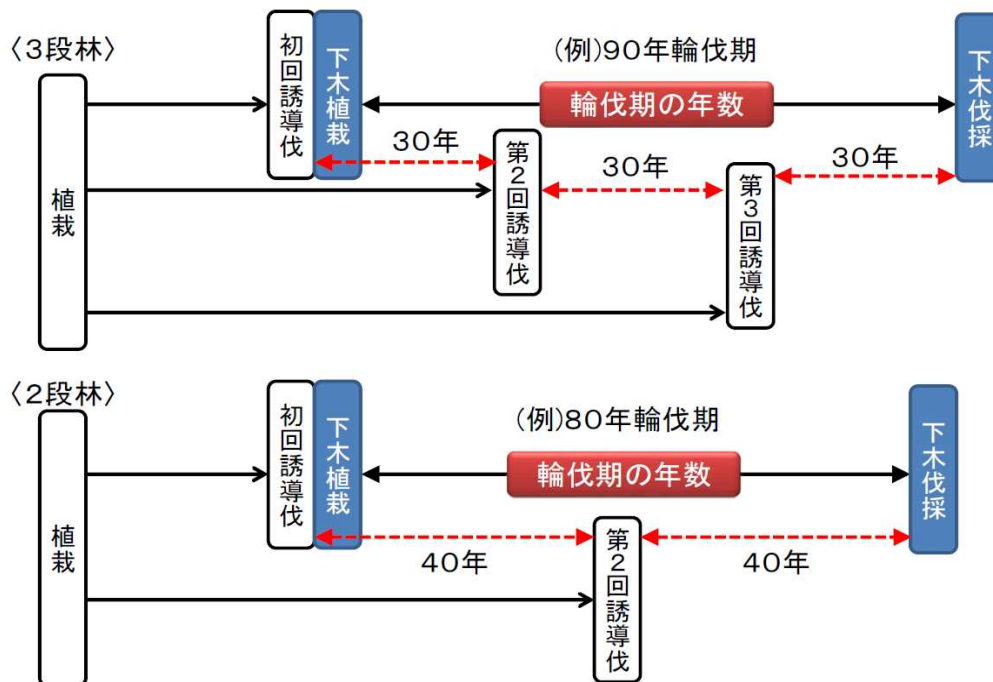 〈3段林〉
(例)90年輪伐期
植栽
初回誘導伐
下木植栽
輪伐期の年数
下木伐採
30年
第2回誘導伐
30年
第3回誘導伐
30年
〈2段林〉
(例)80年輪伐期
植栽
初回誘導伐
下木植栽
輪伐期の年数
下木伐採
40年
第2回誘導伐
40年